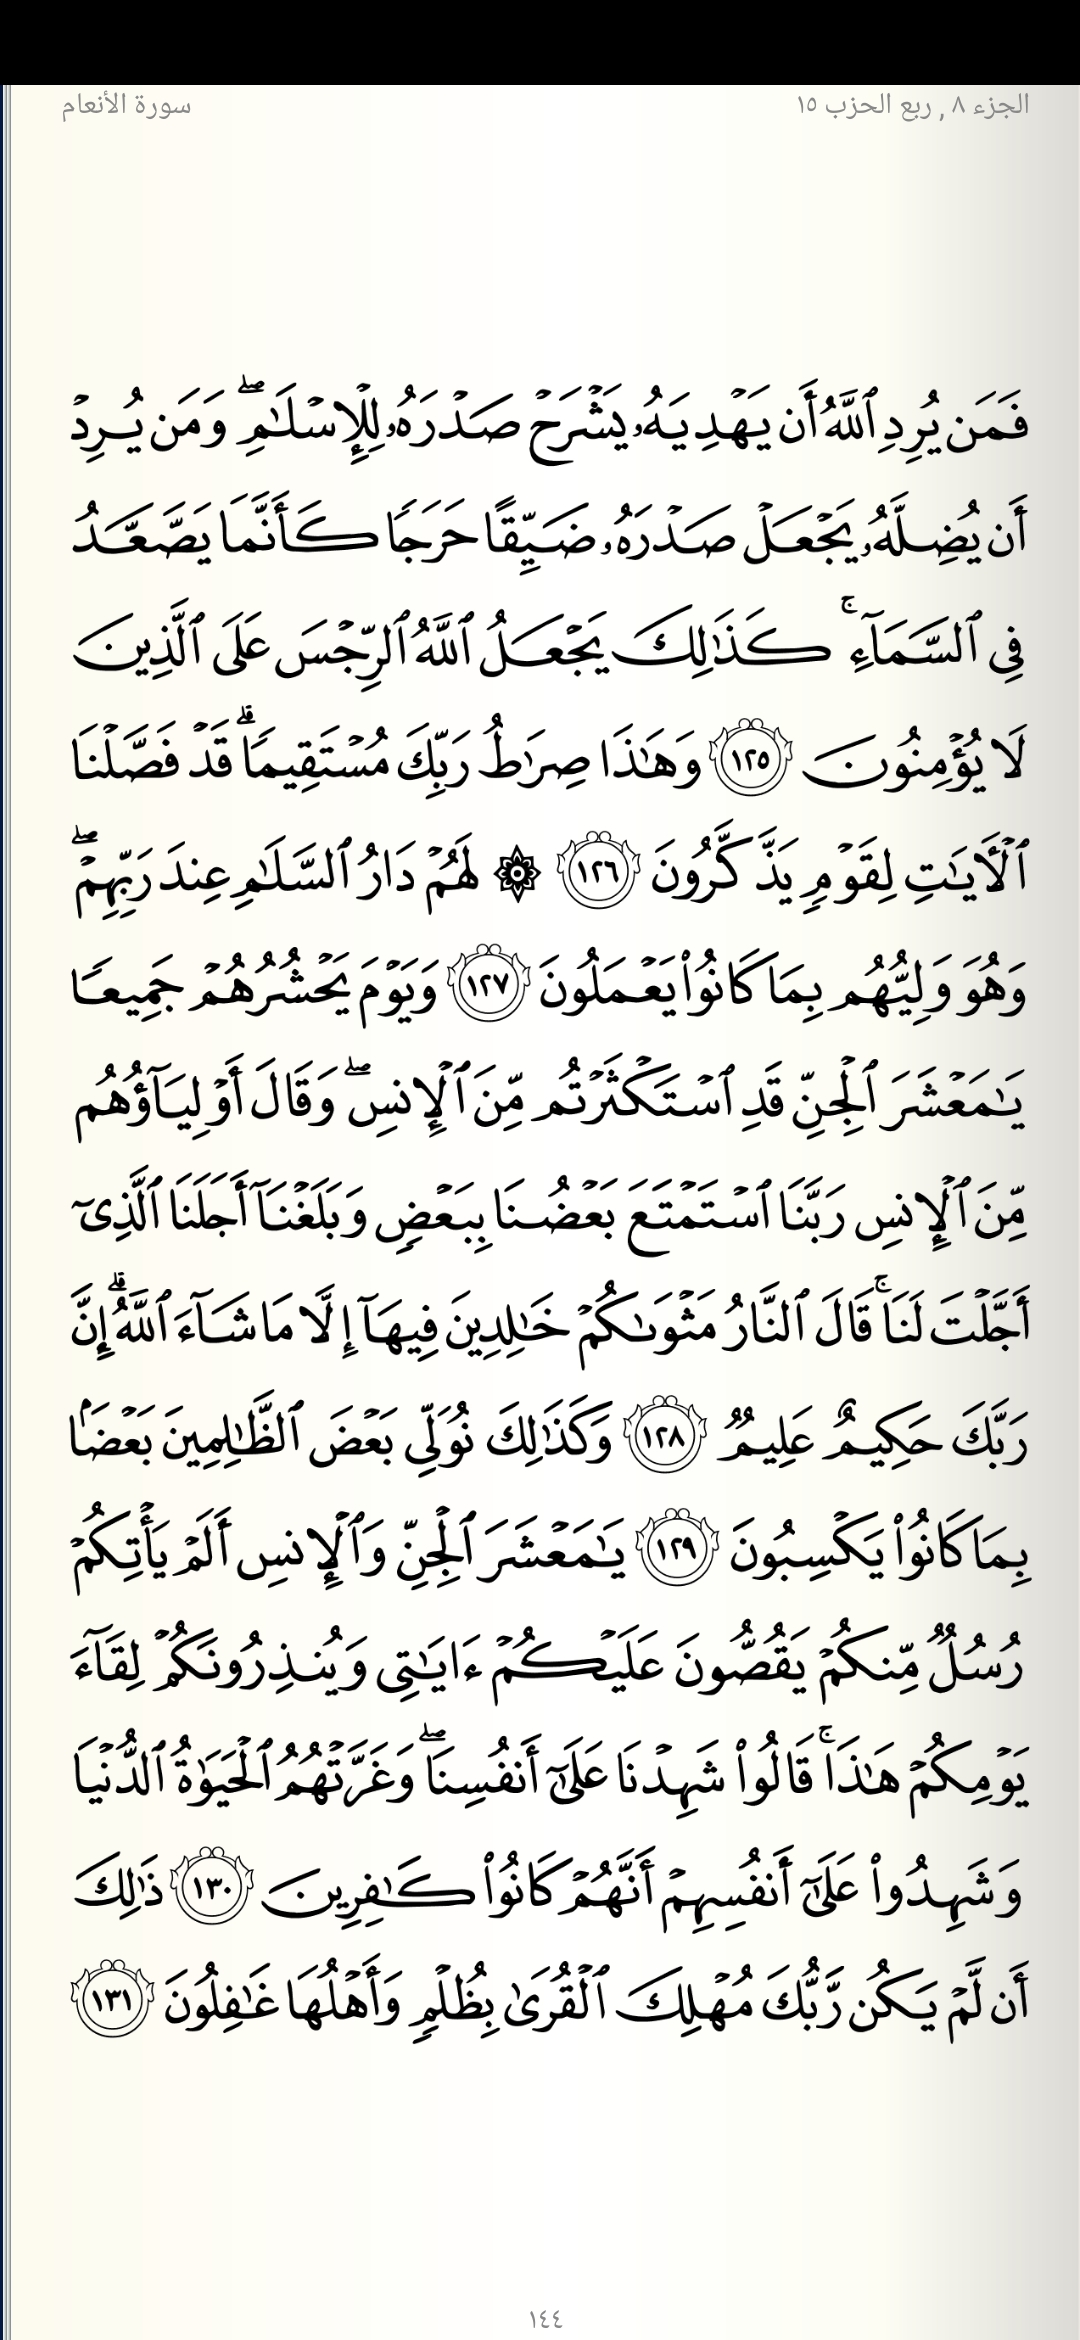 الجزء ٨ , ربع الحزب ١٥
سورة الأنعام
فَمَن يُرِدِ ٱللَّهُ أَن يَهۡدِيَهُۥ يَشۡرَحۡ صَدۡرَهُۥ لِلۡإِسۡلَٰمِۖ وَمَن يُرِدۡ
أَن يُضِلَّهُۥ يَجۡعَلۡ صَدۡرَهُۥ ضَيِّقًا حَرَجٗا كَأَنَّمَا يَصَّعَّدُ
فِي ٱلسَّمَآءِۚ كَذَٰلِكَ يَجۡعَلُ ٱللَّهُ ٱلرِّجۡسَ عَلَى ٱلَّذِينَ
لَا يُؤۡمِنُونَ ١٢٥ وَهَٰذَا صِرَٰطُ رَبِّكَ مُسۡتَقِيمٗاۗ قَدۡ فَصَّلۡنَا
ٱلۡأٓيَٰتِ لِقَوۡمٖ يَذَّكَّرُونَ ١٢٦ ۞ لَهُمۡ دَارُ ٱلسَّلَٰمِ عِندَ رَبِّهِمۡۖ
وَهُوَ وَلِيُّهُم بِمَا كَانُواْ يَعۡمَلُونَ ١٢٧ وَيَوۡمَ يَحۡشُرُهُمۡ جَمِيعٗا
يَٰمَعۡشَرَ ٱلۡجِنِّ قَدِ ٱسۡتَكۡثَرۡتُم مِّنَ ٱلۡإِنسِۖ وَقَالَ أَوۡلِيَآؤُهُم
مِّنَ ٱلۡإِنسِ رَبَّنَا ٱسۡتَمۡتَعَ بَعۡضُنَا بِبَعۡضٖ وَبَلَغۡنَآ أَجَلَنَا ٱلَّذِيٓ
أَجَّلۡتَ لَنَاۚ قَالَ ٱلنَّارُ مَثۡوَىٰكُمۡ خَٰلِدِينَ فِيهَآ إِلَّا مَا شَآءَ ٱللَّهُۗ إِنَّ
رَبَّكَ حَكِيمٌ عَلِيمٞ ١٢٨ وَكَذَٰلِكَ نُوَلِّي بَعۡضَ ٱلظَّٰلِمِينَ بَعۡضَۢا
بِمَا كَانُواْ يَكۡسِبُونَ ١٢٩ يَٰمَعۡشَرَ ٱلۡجِنِّ وَٱلۡإِنسِ أَلَمۡ يَأۡتِكُمۡ
رُسُلٞ مِّنكُمۡ يَقُصُّونَ عَلَيۡكُمۡ ءَايَٰتِي وَيُنذِرُونَكُمۡ لِقَآءَ
يَوۡمِكُمۡ هَٰذَاۚ قَالُواْ شَهِدۡنَا عَلَىٰٓ أَنفُسِنَاۖ وَغَرَّتۡهُمُ ٱلۡحَيَوٰةُ ٱلدُّنۡيَا
وَشَهِدُواْ عَلَىٰٓ أَنفُسِهِمۡ أَنَّهُمۡ كَانُواْ كَٰفِرِينَ ١٣٠ ذَٰلِكَ
أَن لَّمۡ يَكُن رَّبُّكَ مُهۡلِكَ ٱلۡقُرَىٰ بِظُلۡمٖ وَأَهۡلُهَا غَٰفِلُونَ ١٣١
١٤٤